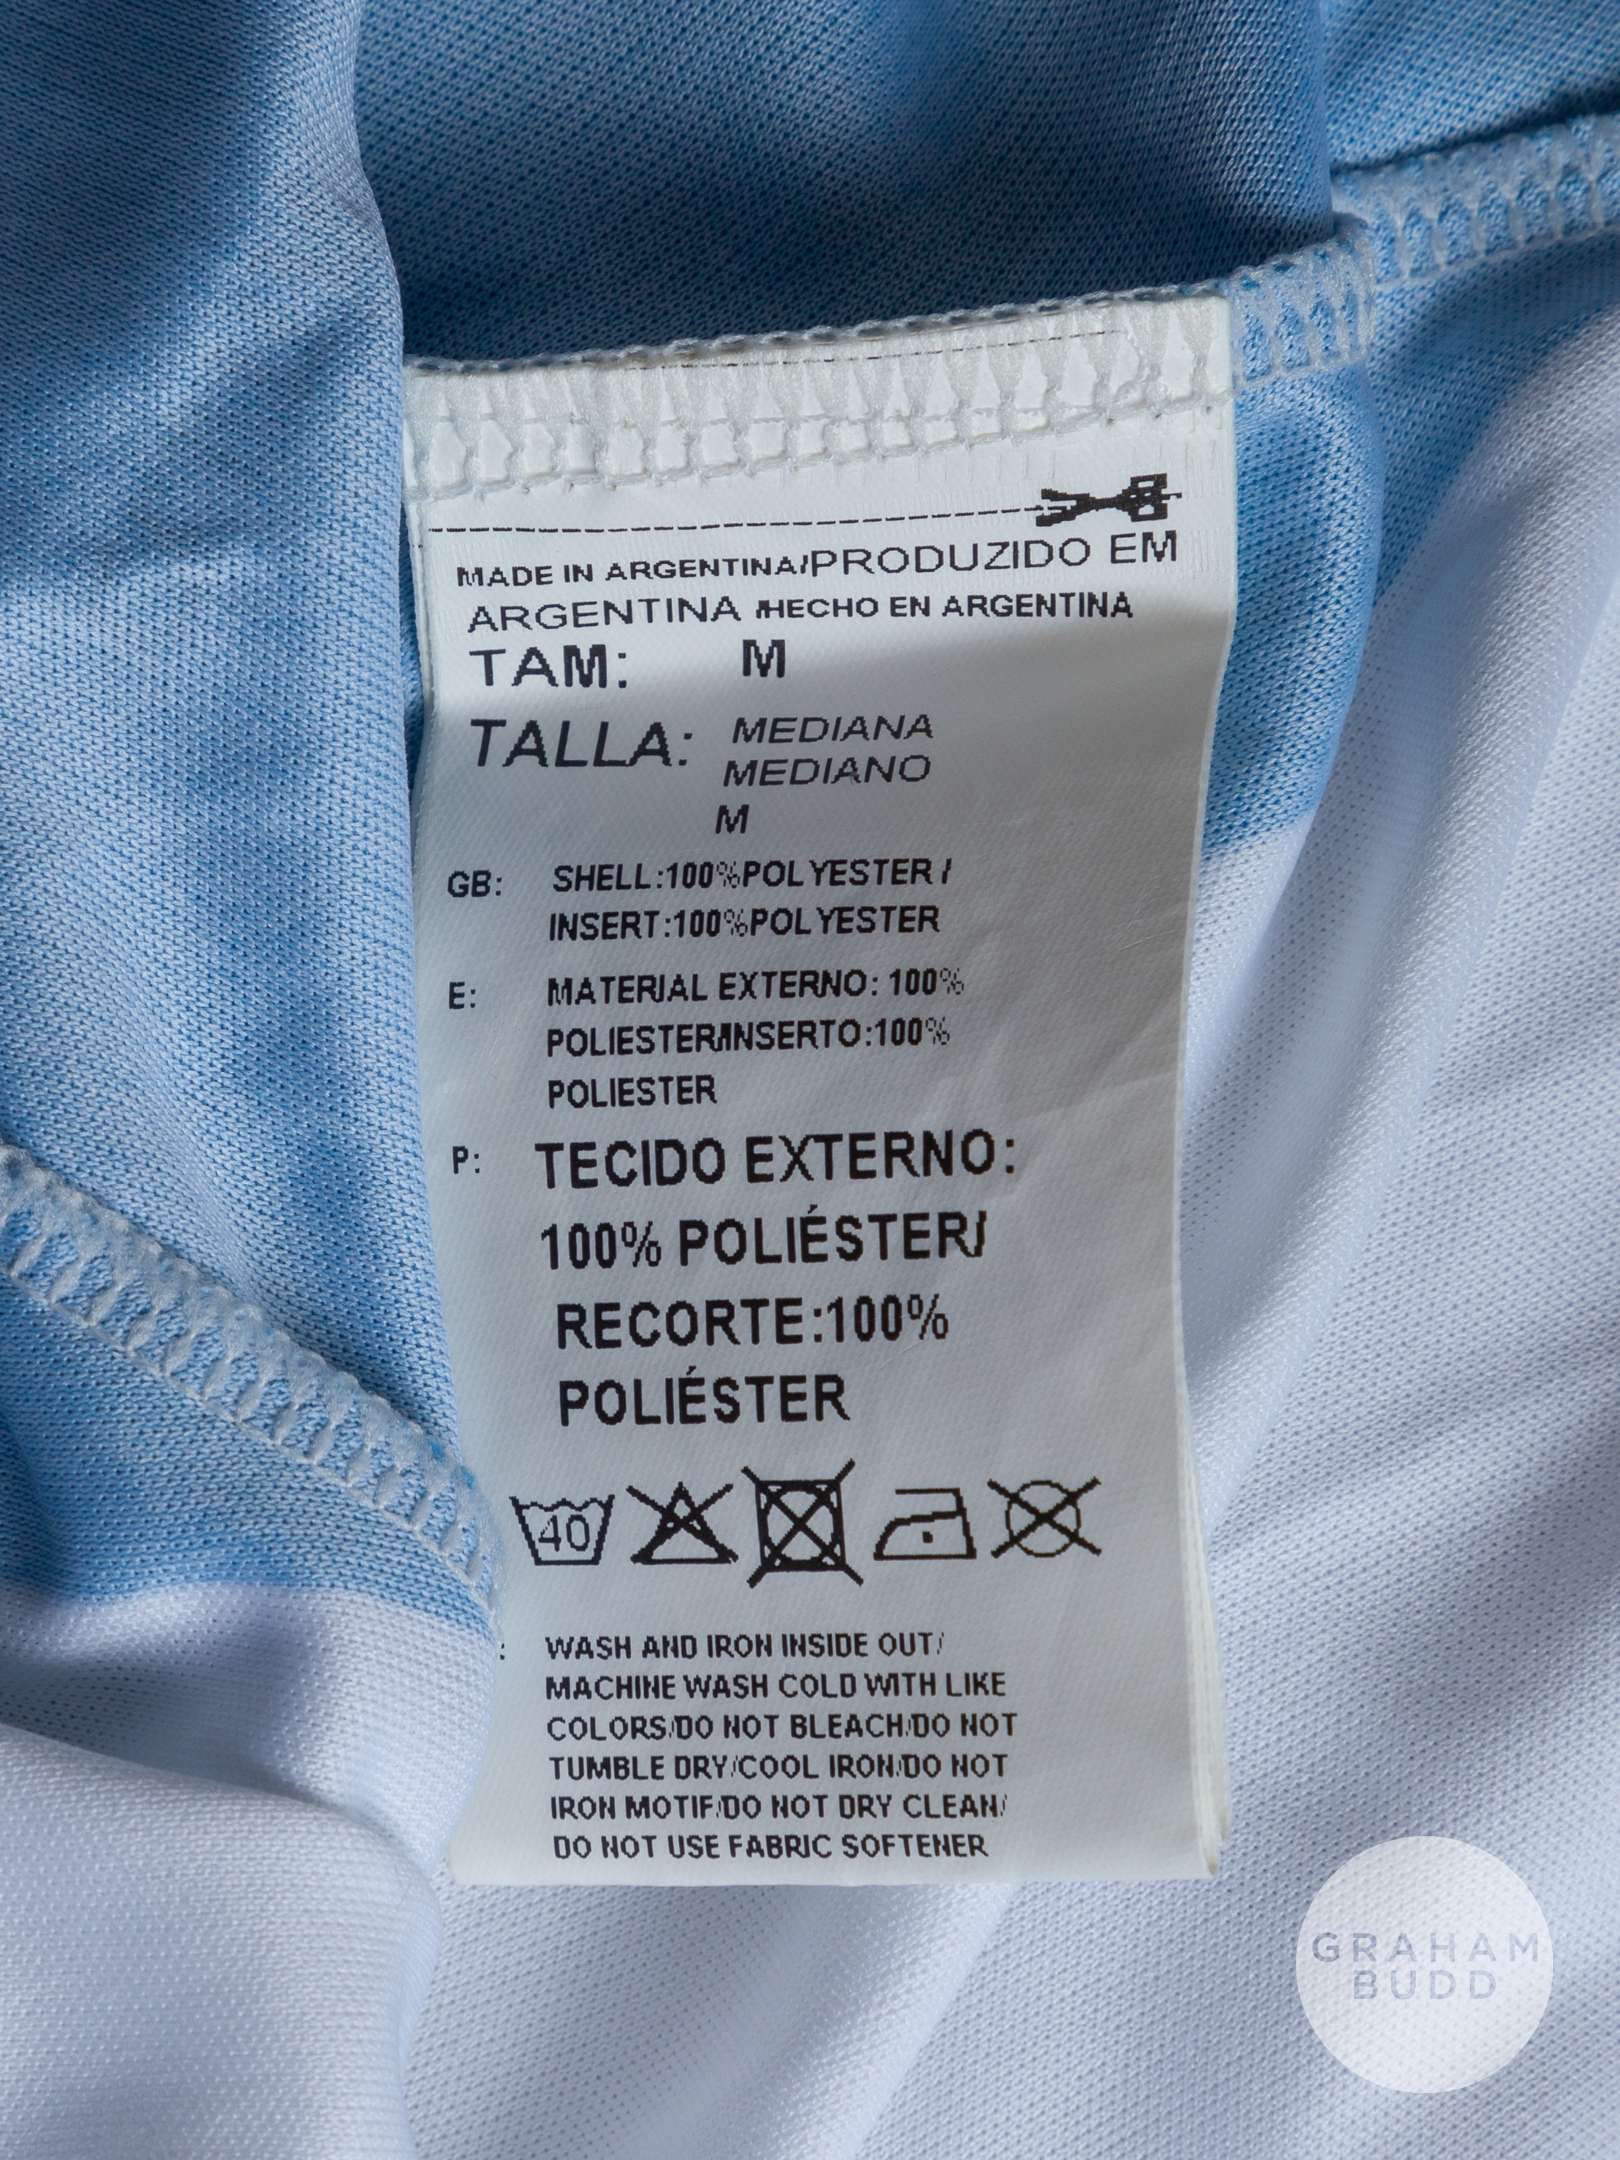 MADE IN ARGENTINA/PRODUZIDO EM
ARGENTINA /HECHO EN ARGENTINA
TAM: M
TALLA: MEDIANA
MEDIANO
M
GB: SHELL:100%POLYESTER /
INSERT:100%POLYESTER
E: MATERIAL EXTERNO: 100%
POLIESTER/INSERTO:100%
POLIESTER
P: TECIDO EXTERNO:
100% POLIÉSTER/
RECORTE:100%
POLIÉSTER
40
: WASH AND IRON INSIDE OUT/
MACHINE WASH COLD WITH LIKE
COLORS/DO NOT BLEACH/DO NOT
TUMBLE DRY/COOL IRON/DO NOT
IRON MOTIF/DO NOT DRY CLEAN/
DO NOT USE FABRIC SOFTENER
GRAHAM
BUDD